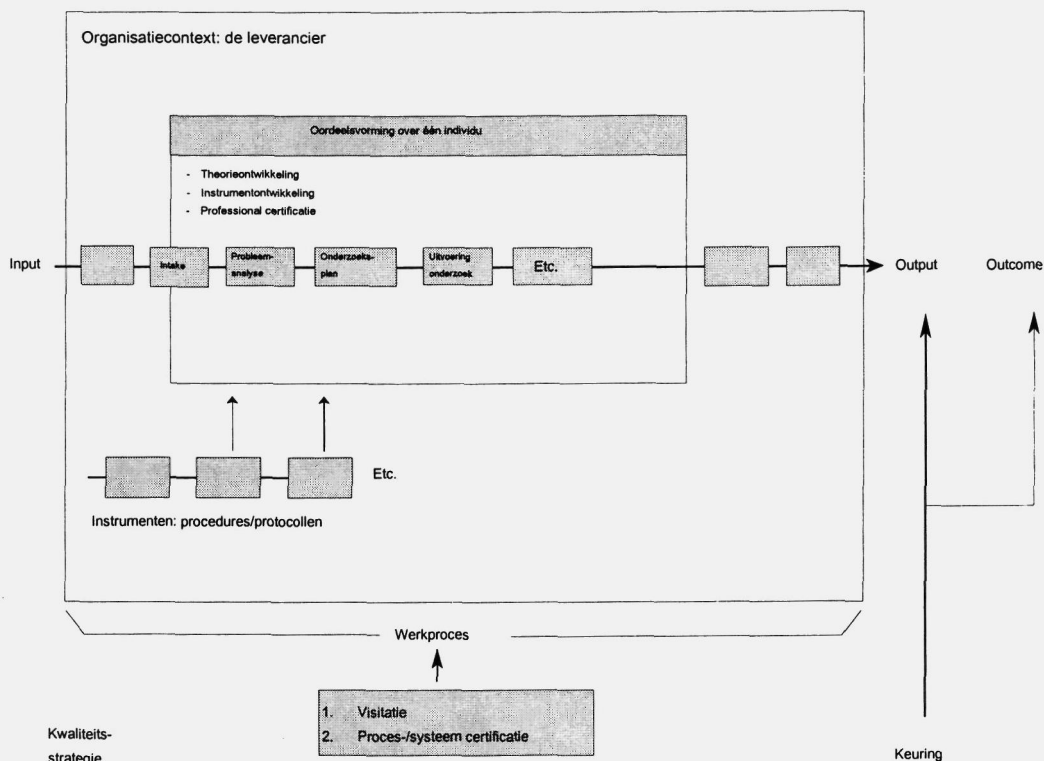 Organisatiecontext: de leverancier
Oordeelsvorming over één individu
- Theorieontwikkeling
- Instrumentontwikkeling
- Professional certificatie
Input
Intake
Probleem-
analyse
Onderzoeks-
plan
Uitvoering
onderzoek
Etc.
Output
Outcome
Etc.
Instrumenten: procedures/protocollen
Werkproces
1. Visitatie
2. Proces-/systeem certificatie
Kwaliteits-
strategie
Keuring